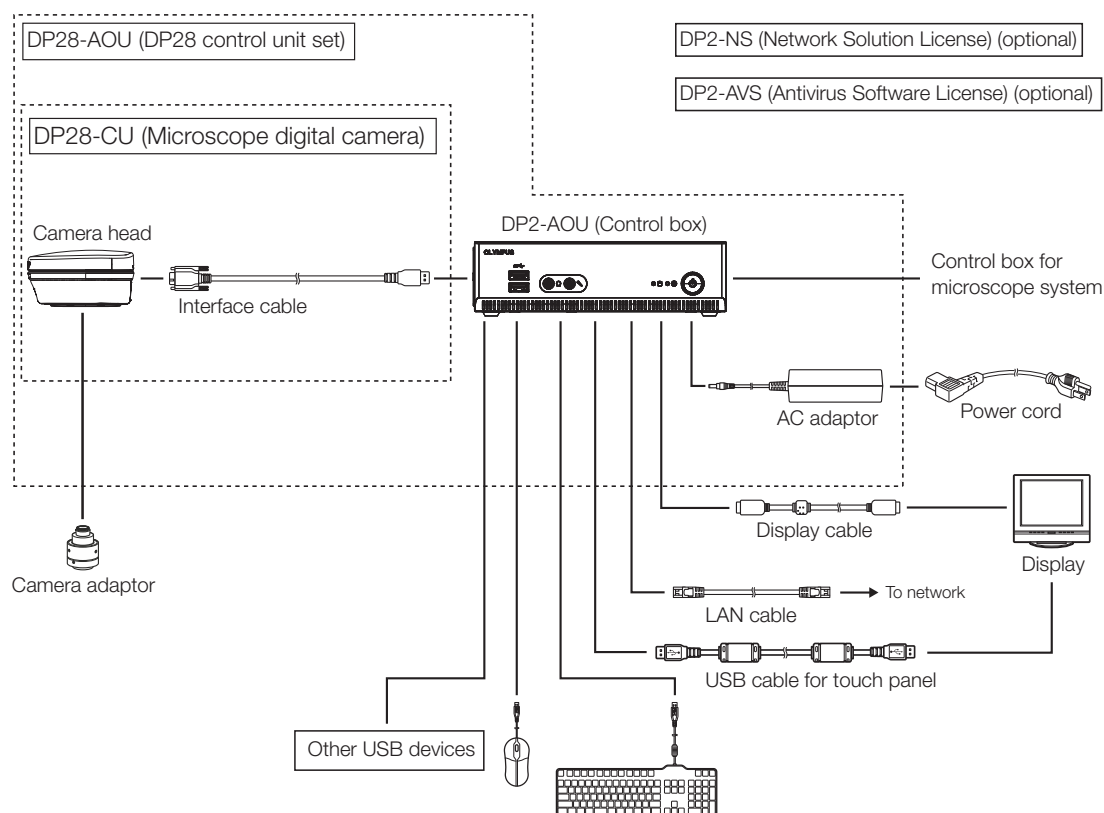 DP28-AOU (DP28 control unit set)
DP2-NS (Network Solution License) (optional)
DP2-AVS (Antivirus Software License) (optional)
DP28-CU (Microscope digital camera)
DP2-AOU (Control box)
Camera head
OLYMPUS
Interface cable
Control box for
microscope system
AC adaptor
Power cord
Display cable
Display
Camera adaptor
To network
LAN cable
USB cable for touch panel
Other USB devices